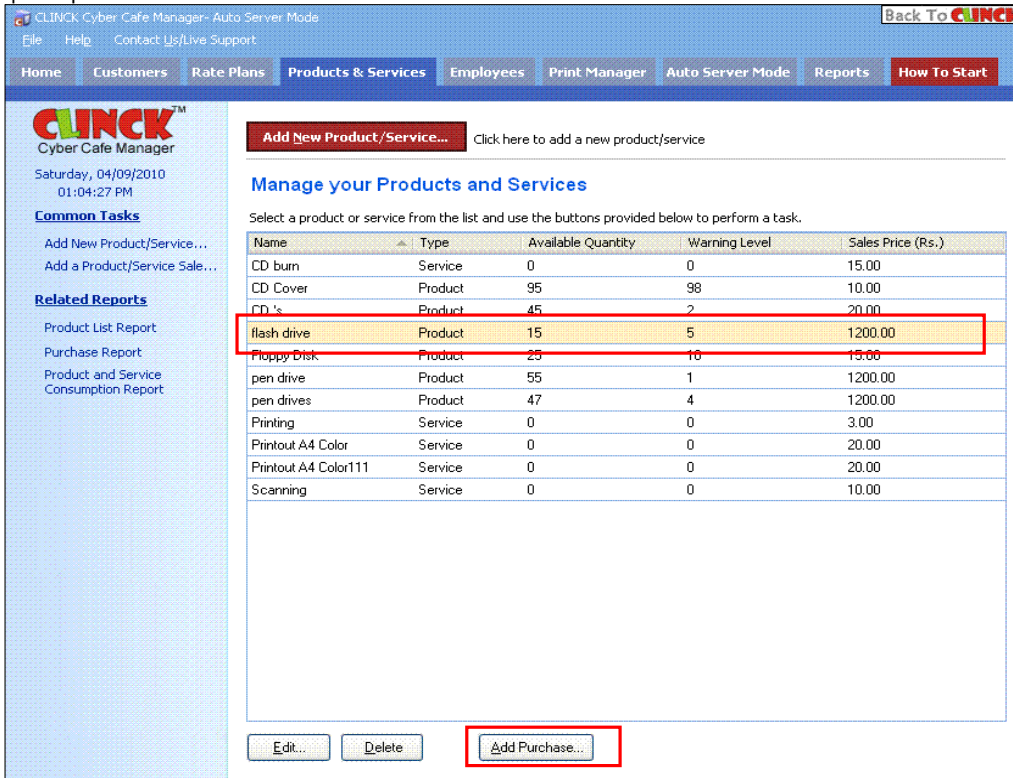 CLINCK Cyber Cafe Manager- Auto Server Mode
Back To CLINCK
File Help Contact Us/Live Support
Home Customers Rate Plans Products & Services Employees Print Manager Auto Server Mode Reports How To Start
CLINCK TM
Cyber Cafe Manager
Saturday, 04/09/2010
01:04:27 PM
Common Tasks
Add New Product/Service...
Add a Product/Service Sale...
Related Reports
Product List Report
Purchase Report
Product and Service
Consumption Report
Add New Product/Service... Click here to add a new product/service
Manage your Products and Services
Select a product or service from the list and use the buttons provided below to perform a task.
Name Type Available Quantity Warning Level Sales Price (Rs.)
CD burn Service 0 0 15.00
CD Cover Product 95 98 10.00
CD 's Product 45 2 20.00
flash drive Product 15 5 1200.00
Floppy Disk Product 25 10 15.00
pen drive Product 55 1 1200.00
pen drives Product 47 4 1200.00
Printing Service 0 0 3.00
Printout A4 Color Service 0 0 20.00
Printout A4 Color111 Service 0 0 20.00
Scanning Service 0 0 10.00
Edit... Delete Add Purchase...